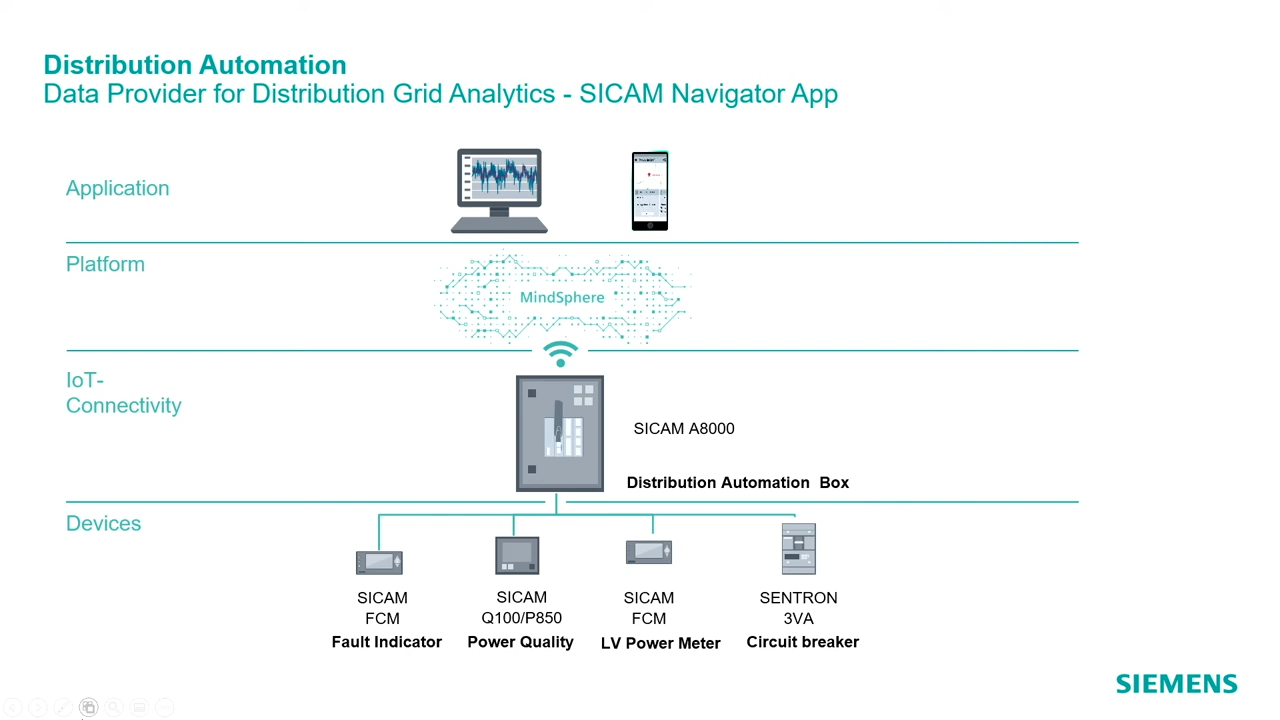 Distribution Automation
Data Provider for Distribution Grid Analytics - SICAM Navigator App
Application
Platform
MindSphere
IoT-
Connectivity
SICAM A8000
Distribution Automation Box
Devices
SICAM
FCM
Fault Indicator
SICAM
Q100/P850
Power Quality
SICAM
FCM
LV Power Meter
SENTRON
3VA
Circuit breaker
SIEMENS